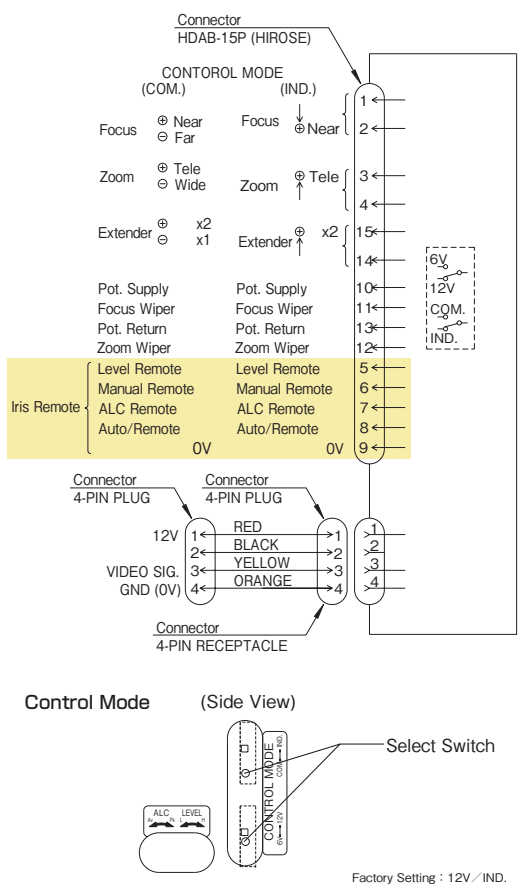 Connector
HDAB-15P (HIROSE)
CONTOROL MODE
(COM.) (IND.)
1
Focus ⊕ Near Focus ⊕ Near 2
⊖ Far
Zoom ⊕ Tele Zoom ⊕ Tele 3
⊖ Wide 4
Extender ⊕ x2 Extender ⊕ x2 15
⊖ x1 14
6V
12V
COM.
IND.
Pot. Supply Pot. Supply 10
Focus Wiper Focus Wiper 11
Pot. Return Pot. Return 13
Zoom Wiper Zoom Wiper 12
Iris Remote
Level Remote Level Remote 5
Manual Remote Manual Remote 6
ALC Remote ALC Remote 7
Auto/Remote Auto/Remote 8
0V 0V 9
Connector Connector
4-PIN PLUG 4-PIN PLUG
12V 1 RED 1 1
2 BLACK 2 2
VIDEO SIG. 3 YELLOW 3 3
GND (0V) 4 ORANGE 4 4
Connector
4-PIN RECEPTACLE
Control Mode (Side View)
Select Switch
CONTROL MODE
COM. IND.
6V 12V
ALC LEVEL
Av Pk L H
Factory Setting : 12V/IND.